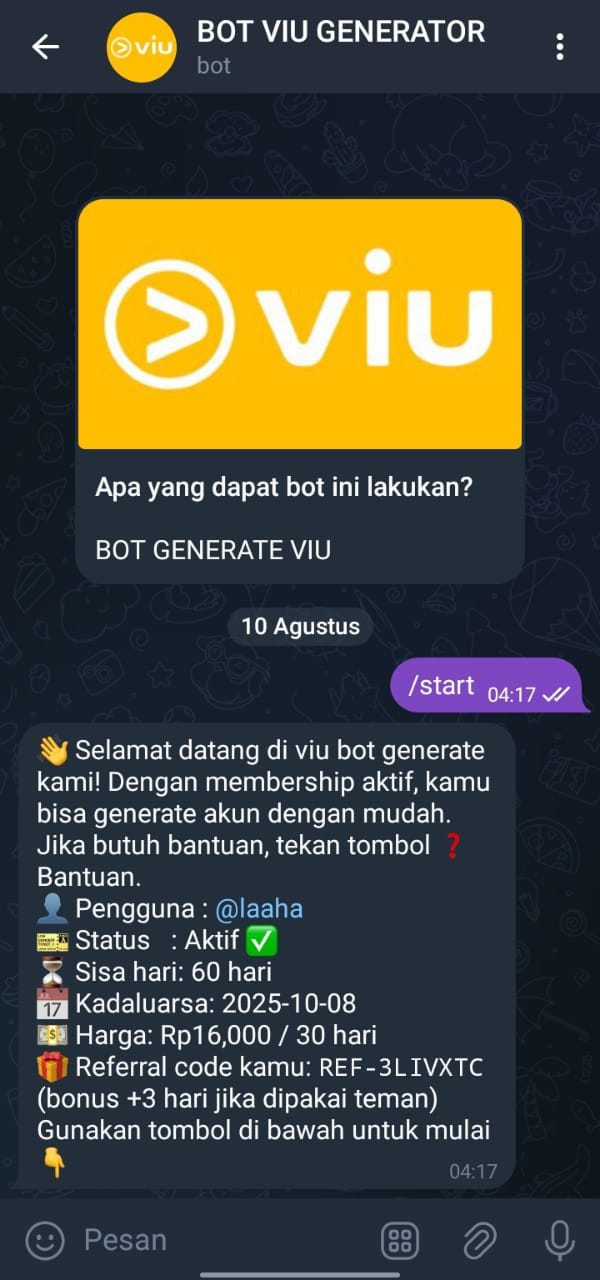 viu
BOT VIU GENERATOR
bot
viu
Apa yang dapat bot ini lakukan?
BOT GENERATE VIU
10 Agustus
/start 04:17
👋 Selamat datang di viu bot generate
kami! Dengan membership aktif, kamu
bisa generate akun dengan mudah.
Jika butuh bantuan, tekan tombol ❓
Bantuan.
👤 Pengguna : @laaha
🎫 Status : Aktif ✅
⏳ Sisa hari: 60 hari
📅 Kadaluarsa: 2025-10-08
💵 Harga: Rp16,000 / 30 hari
🎁 Referral code kamu: REF-3LIVXTC
(bonus +3 hari jika dipakai teman)
Gunakan tombol di bawah untuk mulai
👇
04:17
Pesan